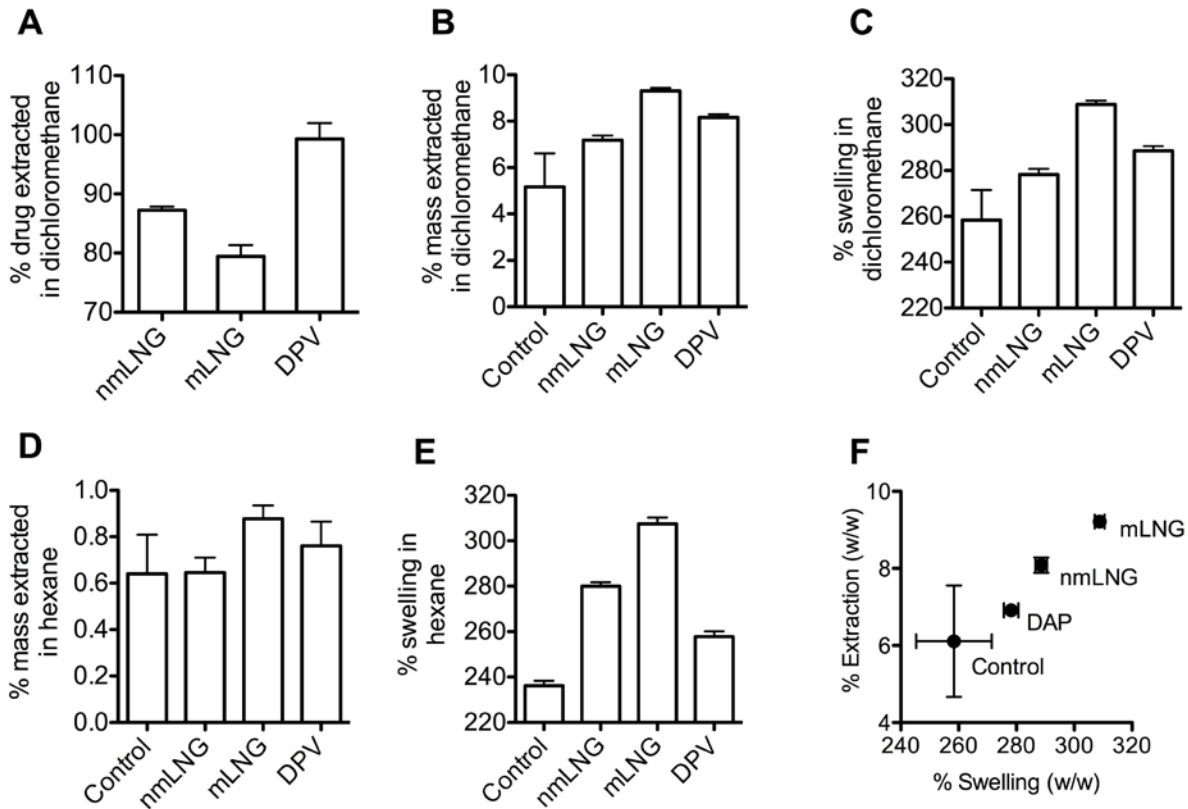 A
% drug extracted
in dichloromethane
110
100
90
80
70
nmLNG
mLNG
DPV
B
% mass extracted
in dichloromethane
10
8
6
4
2
0
Control
nmLNG
mLNG
DPV
C
% swelling in
dichloromethane
320
300
280
260
240
220
Control
nmLNG
mLNG
DPV
D
% mass extracted
in hexane
1.0
0.8
0.6
0.4
0.2
0.0
Control
nmLNG
mLNG
DPV
E
% swelling in
hexane
320
300
280
260
240
220
Control
nmLNG
mLNG
DPV
F
% Extraction (w/w)
10
8
6
4
mLNG
nmLNG
DAP
Control
240 260 280 300 320
% Swelling (w/w)